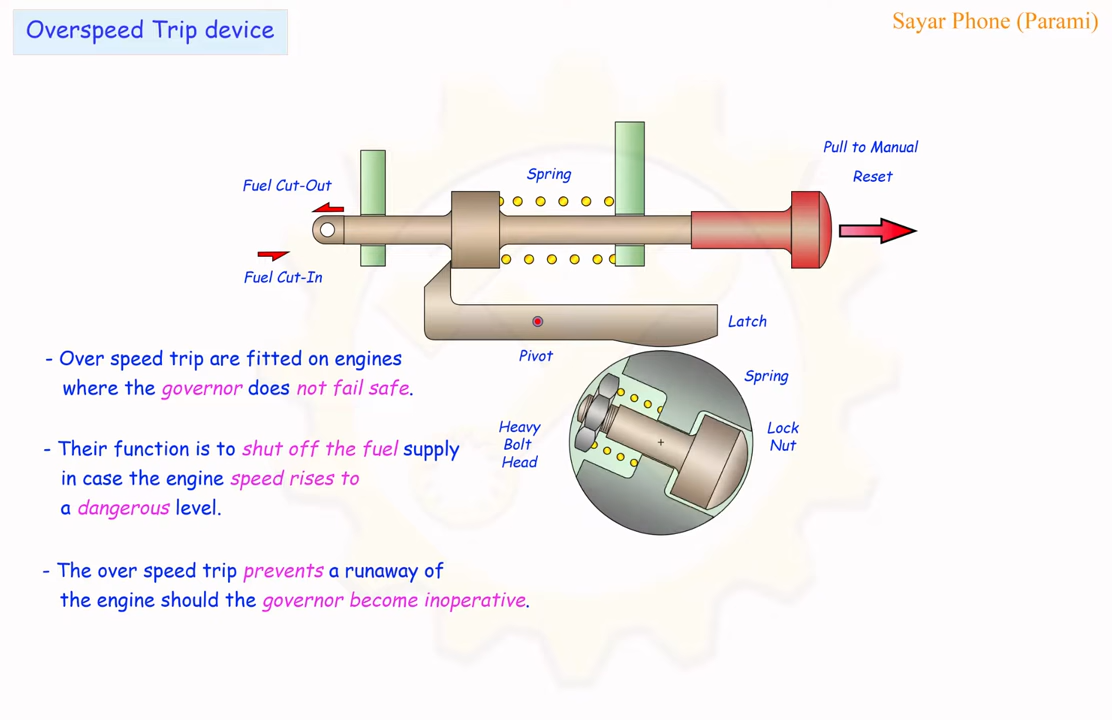 Overspeed Trip device
Sayar Phone (Parami)
Pull to Manual
Reset
Spring
Fuel Cut-Out
Fuel Cut-In
Latch
Pivot
Spring
Heavy
Bolt
Head
Lock
Nut
- Over speed trip are fitted on engines
where the governor does not fail safe.
- Their function is to shut off the fuel supply
in case the engine speed rises to
a dangerous level.
- The over speed trip prevents a runaway of
the engine should the governor become inoperative.